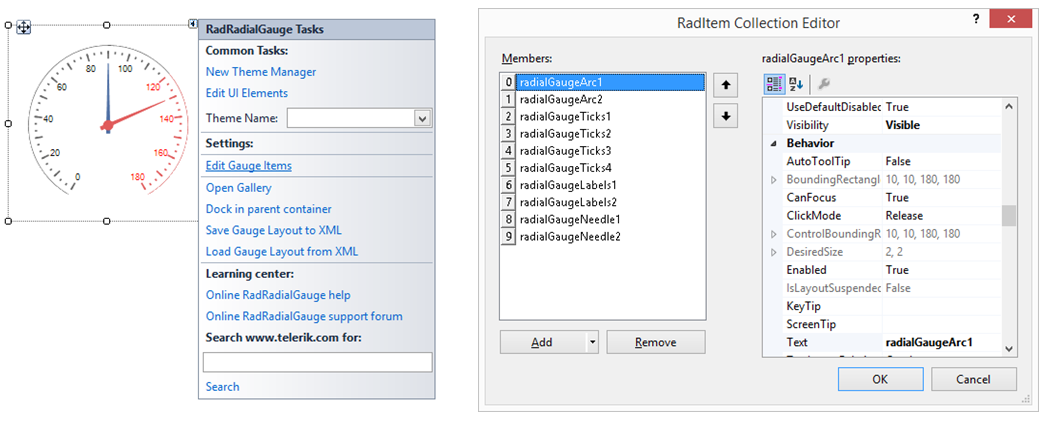 RadRadialGauge Tasks
Common Tasks:
New Theme Manager
Edit UI Elements
Theme Name:
Settings:
Edit Gauge Items
Open Gallery
Dock in parent container
Save Gauge Layout to XML
Load Gauge Layout from XML
Learning center:
Online RadRadialGauge help
Online RadRadialGauge support forum
Search www.telerik.com for:
Search
0
20
40
60
80
100
120
140
160
180
RadItem Collection Editor
?
Members:
0 radialGaugeArc1
1 radialGaugeArc2
2 radialGaugeTicks1
3 radialGaugeTicks2
4 radialGaugeTicks3
5 radialGaugeTicks4
6 radialGaugeLabels1
7 radialGaugeLabels2
8 radialGaugeNeedle1
9 radialGaugeNeedle2
Add
Remove
radialGaugeArc1 properties:
UseDefaultDisabled True
Visibility Visible
Behavior
AutoToolTip False
BoundingRectangl 10, 10, 180, 180
CanFocus True
ClickMode Release
ControlBoundingR 10, 10, 180, 180
DesiredSize 2, 2
Enabled True
IsLayoutSuspended False
KeyTip
ScreenTip
Text radialGaugeArc1
OK
Cancel